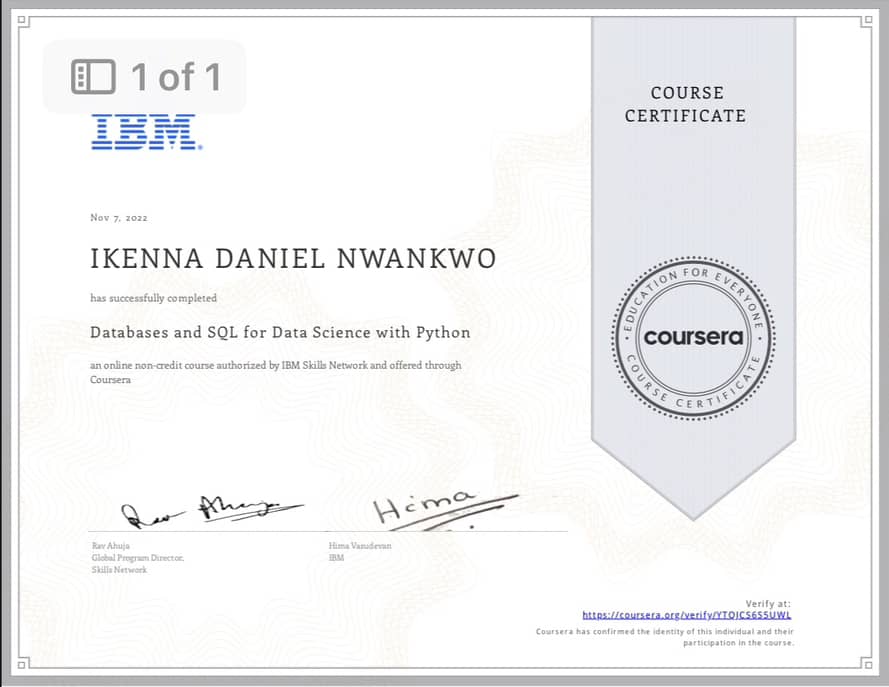 1 of 1
IBM®
COURSE
CERTIFICATE
Nov 7, 2022
IKENNA DANIEL NWANKWO
has successfully completed
Databases and SQL for Data Science with Python
an online non-credit course authorized by IBM Skills Network and offered through
Coursera
EDUCATION FOR EVERYONE
coursera
COURSE CERTIFICATE
Rav Ahuja
Hima
Rav Ahuja
Global Program Director,
Skills Network
Hima Vasudevan
IBM
Verify at:
https://coursera.org/verify/YTQJCS6S5UWL
Coursera has confirmed the identity of this individual and their
participation in the course.